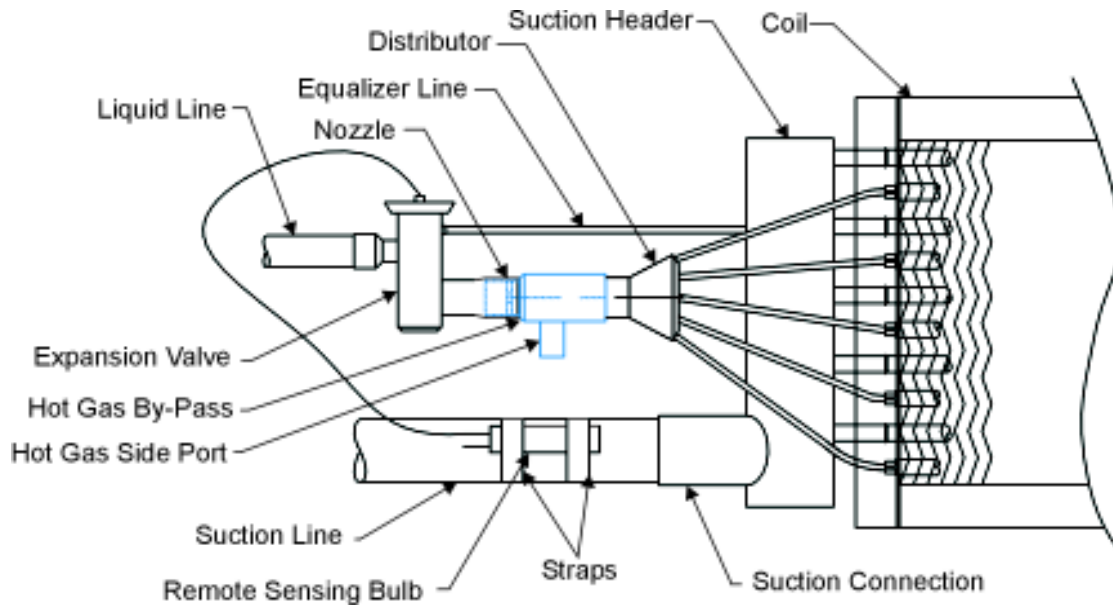 Suction Header
Coil
Distributor
Equalizer Line
Liquid Line
Nozzle
Expansion Valve
Hot Gas By-Pass
Hot Gas Side Port
Suction Line
Remote Sensing Bulb
Straps
Suction Connection